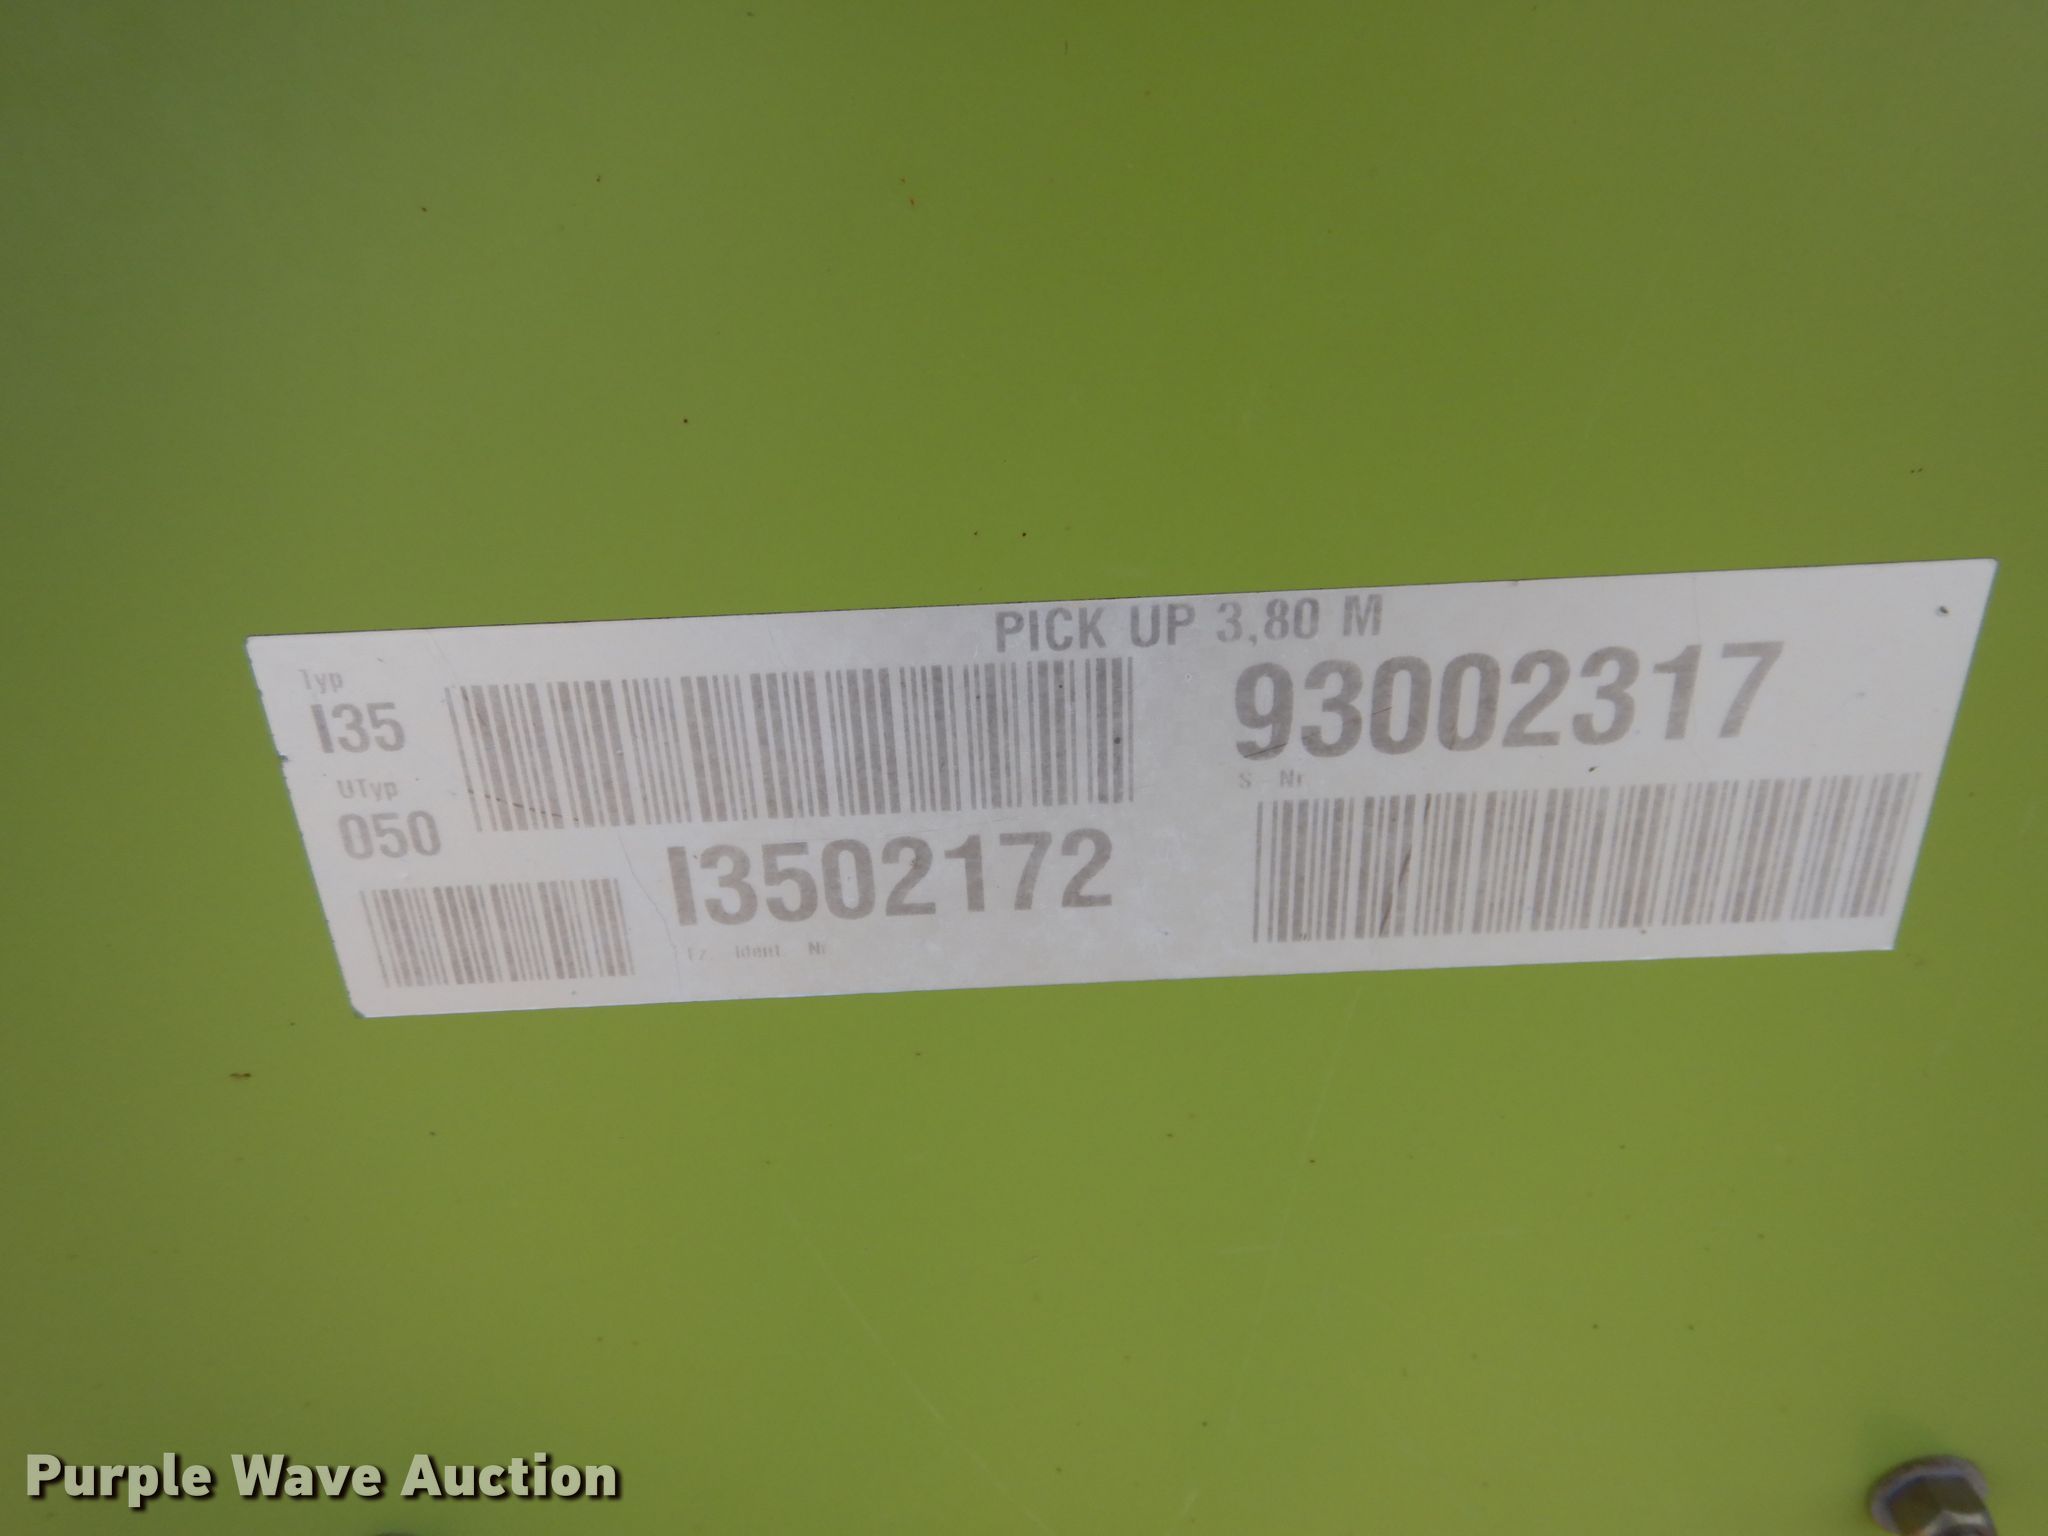 PICK UP 3,80 M
Typ
I35
93002317
S - Nr.
UTyp
050
I3502172
Fz. Ident. Nr.
Purple Wave Auction